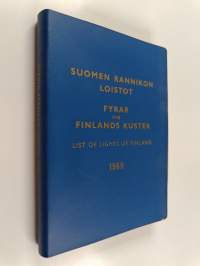 SUOMEN RANNIKON
LOISTOT
FYRAR
VID
FINLANDS KUSTER
LIST OF LIGHTS OF FINLAND
1969